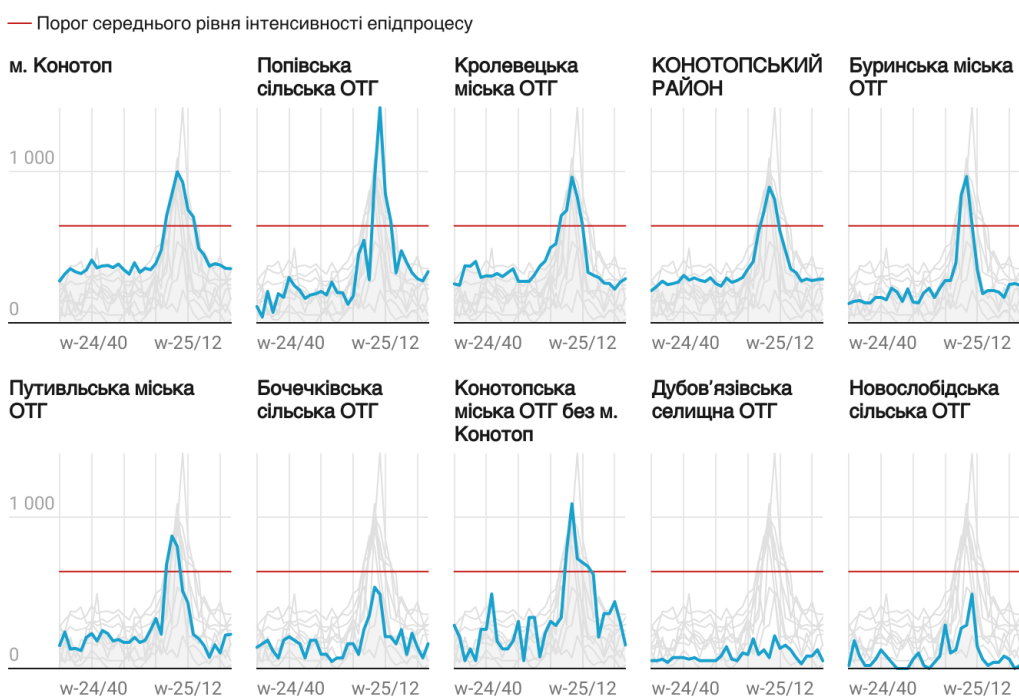 Порог середнього рівня інтенсивності епідпроцесу
м. Конотоп
Попівська
сільська ОТГ
Кролевецька
міська ОТГ
КОНОТОПСЬКИЙ
РАЙОН
Буринська міська
ОТГ
1 000
0
w-24/40 w-25/12
w-24/40 w-25/12
w-24/40 w-25/12
w-24/40 w-25/12
w-24/40 w-25/12
Путивльська міська
ОТГ
Бочечківська
сільська ОТГ
Конотопська
міська ОТГ без м.
Конотоп
Дубов’язівська
селищна ОТГ
Новослобідська
сільська ОТГ
1 000
0
w-24/40 w-25/12
w-24/40 w-25/12
w-24/40 w-25/12
w-24/40 w-25/12
w-24/40 w-25/12